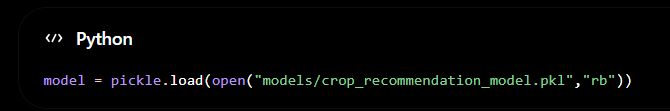 </> Python
model = pickle.load(open("models/crop_recommendation_model.pkl","rb"))